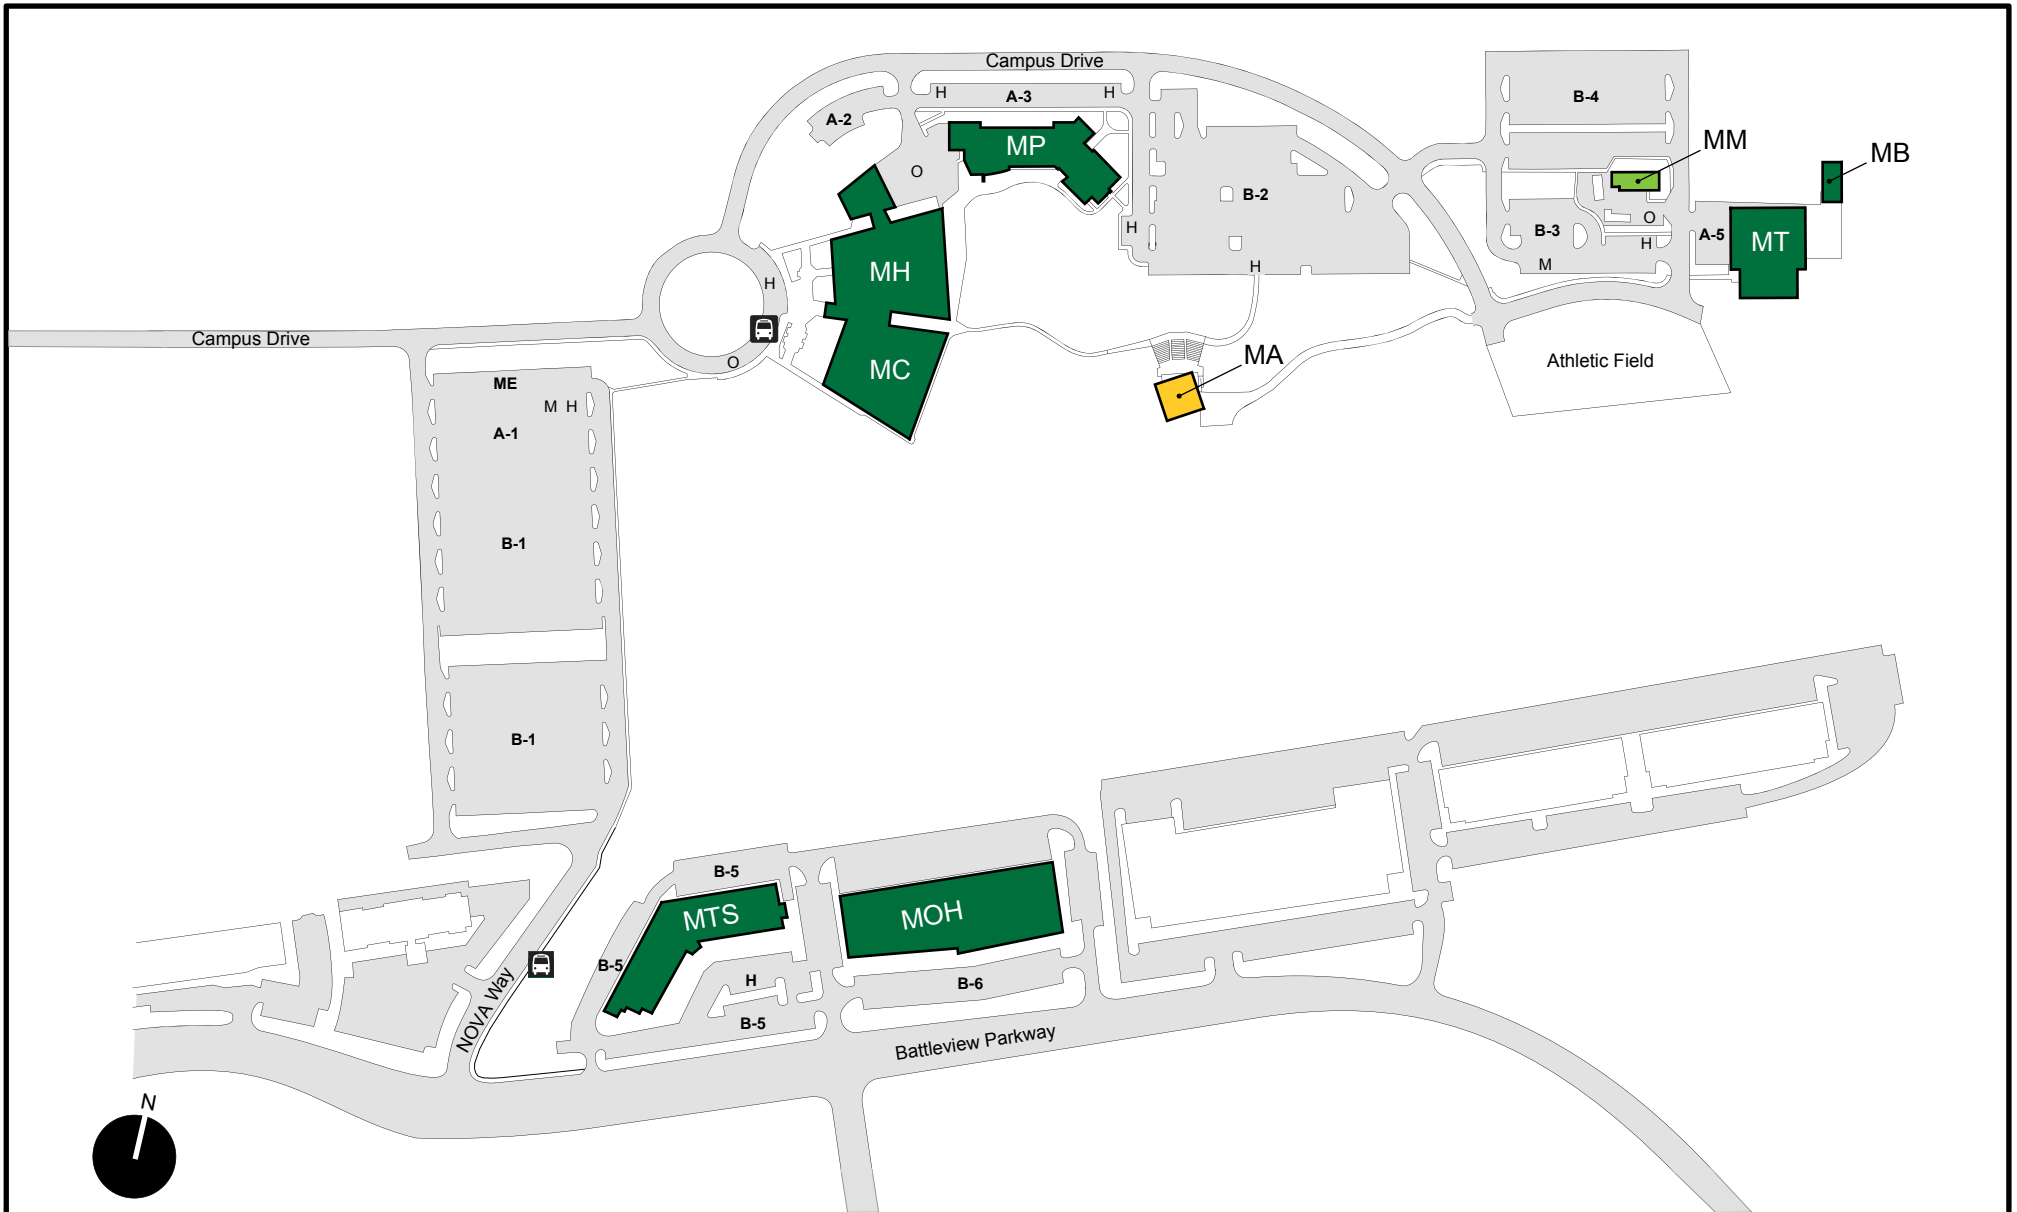 Campus Drive
H
A-3
H
B-4
A-2
MP
MM
MB
O
B-2
H
O
B-3
H
A-5
MT
M
MH
H
H
Campus Drive
O
MC
MA
Athletic Field
ME
M H
A-1
B-1
B-1
B-5
MTS
MOH
B-5
H
B-6
B-5
NOVA Way
Battleview Parkway
N